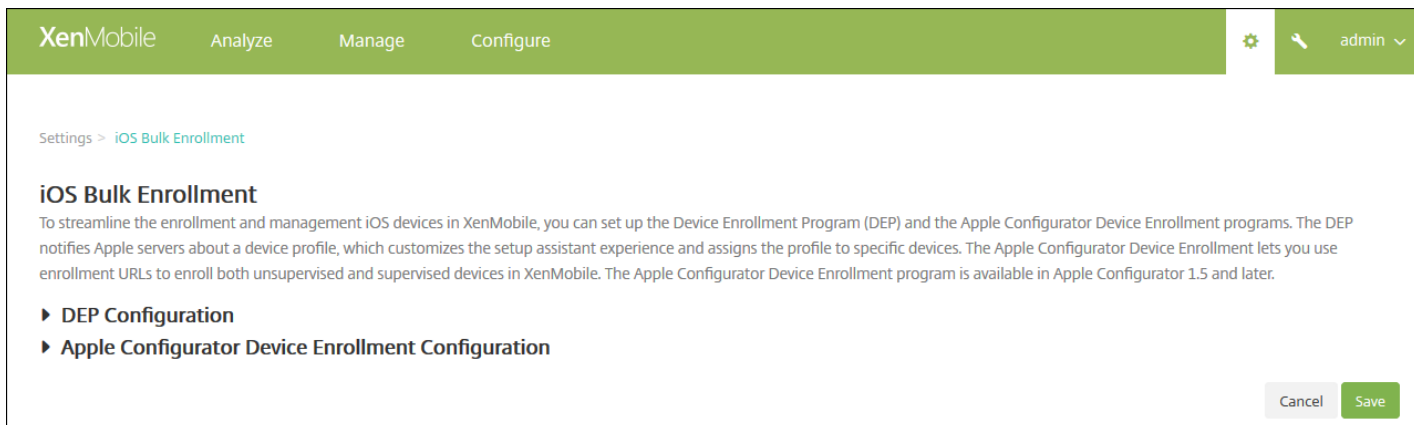 XenMobile Analyze Manage Configure admin
Settings > iOS Bulk Enrollment
iOS Bulk Enrollment
To streamline the enrollment and management iOS devices in XenMobile, you can set up the Device Enrollment Program (DEP) and the Apple Configurator Device Enrollment programs. The DEP
notifies Apple servers about a device profile, which customizes the setup assistant experience and assigns the profile to specific devices. The Apple Configurator Device Enrollment lets you use
enrollment URLs to enroll both unsupervised and supervised devices in XenMobile. The Apple Configurator Device Enrollment program is available in Apple Configurator 1.5 and later.
DEP Configuration
Apple Configurator Device Enrollment Configuration
Cancel Save